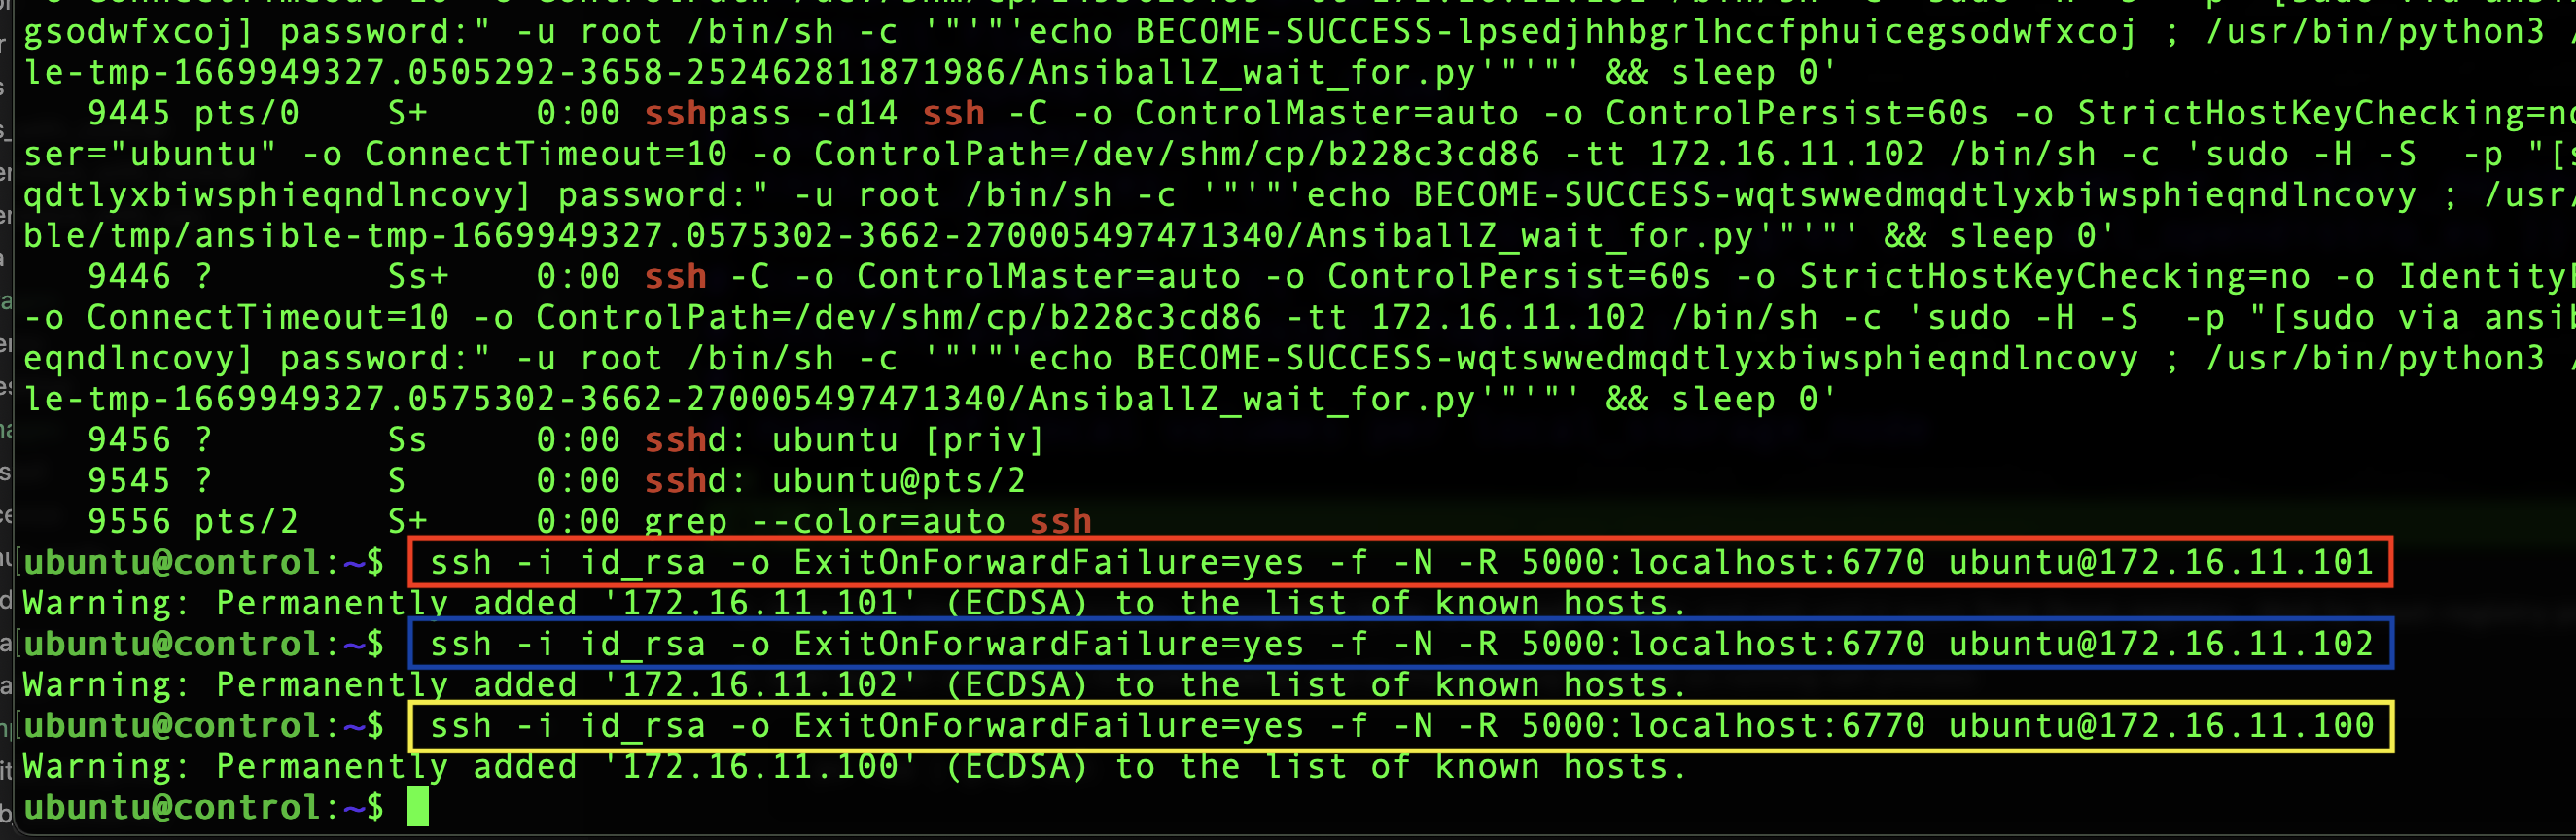 gsodwfxcoj] password:" -u root /bin/sh -c '"'"'echo BECOME-SUCCESS-lpsedjhhbgrlhccfphuicegsodwfxcoj ; /usr/bin/python3 /
le-tmp-1669949327.0505292-3658-252462811871986/AnsiballZ_wait_for.py'"'"' && sleep 0'
9445 pts/0 S+ 0:00 sshpass -d14 ssh -C -o ControlMaster=auto -o ControlPersist=60s -o StrictHostKeyChecking=no
ser="ubuntu" -o ConnectTimeout=10 -o ControlPath=/dev/shm/cp/b228c3cd86 -tt 172.16.11.102 /bin/sh -c 'sudo -H -S  -p "[s
qdtlyxbiwsphieqndlncovy] password:" -u root /bin/sh -c '"'"'echo BECOME-SUCCESS-wqtswwedmqdtlyxbiwsphieqndlncovy ; /usr/
ble/tmp/ansible-tmp-1669949327.0575302-3662-270005497471340/AnsiballZ_wait_for.py'"'"' && sleep 0'
9446 ? Ss+ 0:00 ssh -C -o ControlMaster=auto -o ControlPersist=60s -o StrictHostKeyChecking=no -o IdentityF
-o ConnectTimeout=10 -o ControlPath=/dev/shm/cp/b228c3cd86 -tt 172.16.11.102 /bin/sh -c 'sudo -H -S  -p "[sudo via ansib
eqndlncovy] password:" -u root /bin/sh -c '"'"'echo BECOME-SUCCESS-wqtswwedmqdtlyxbiwsphieqndlncovy ; /usr/bin/python3 /
le-tmp-1669949327.0575302-3662-270005497471340/AnsiballZ_wait_for.py'"'"' && sleep 0'
9456 ? Ss 0:00 sshd: ubuntu [priv]
9545 ? S 0:00 sshd: ubuntu@pts/2
9556 pts/2 S+ 0:00 grep --color=auto ssh
ubuntu@control:~$ ssh -i id_rsa -o ExitOnForwardFailure=yes -f -N -R 5000:localhost:6770 ubuntu@172.16.11.101
Warning: Permanently added '172.16.11.101' (ECDSA) to the list of known hosts.
ubuntu@control:~$ ssh -i id_rsa -o ExitOnForwardFailure=yes -f -N -R 5000:localhost:6770 ubuntu@172.16.11.102
Warning: Permanently added '172.16.11.102' (ECDSA) to the list of known hosts.
ubuntu@control:~$ ssh -i id_rsa -o ExitOnForwardFailure=yes -f -N -R 5000:localhost:6770 ubuntu@172.16.11.100
Warning: Permanently added '172.16.11.100' (ECDSA) to the list of known hosts.
ubuntu@control:~$